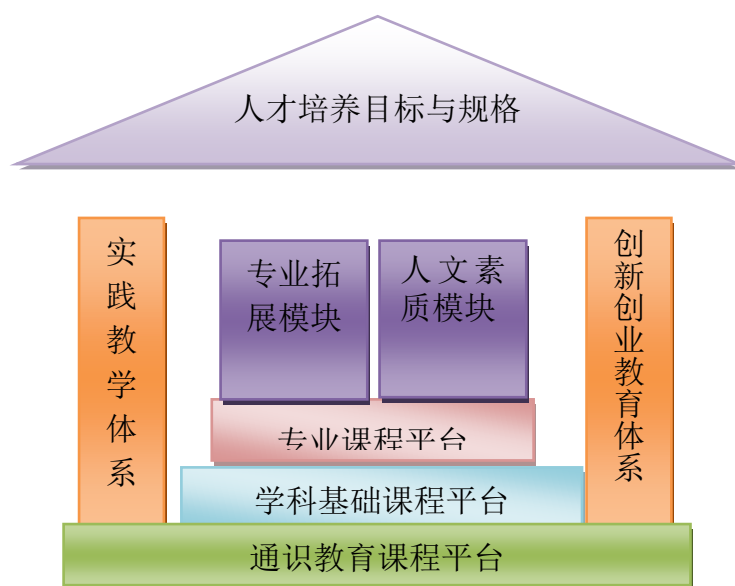 人才培养目标与规格
实践教学体系
专业拓
展模块
人文素
质模块
创新创业教育体系
专业课程平台
学科基础课程平台
通识教育课程平台